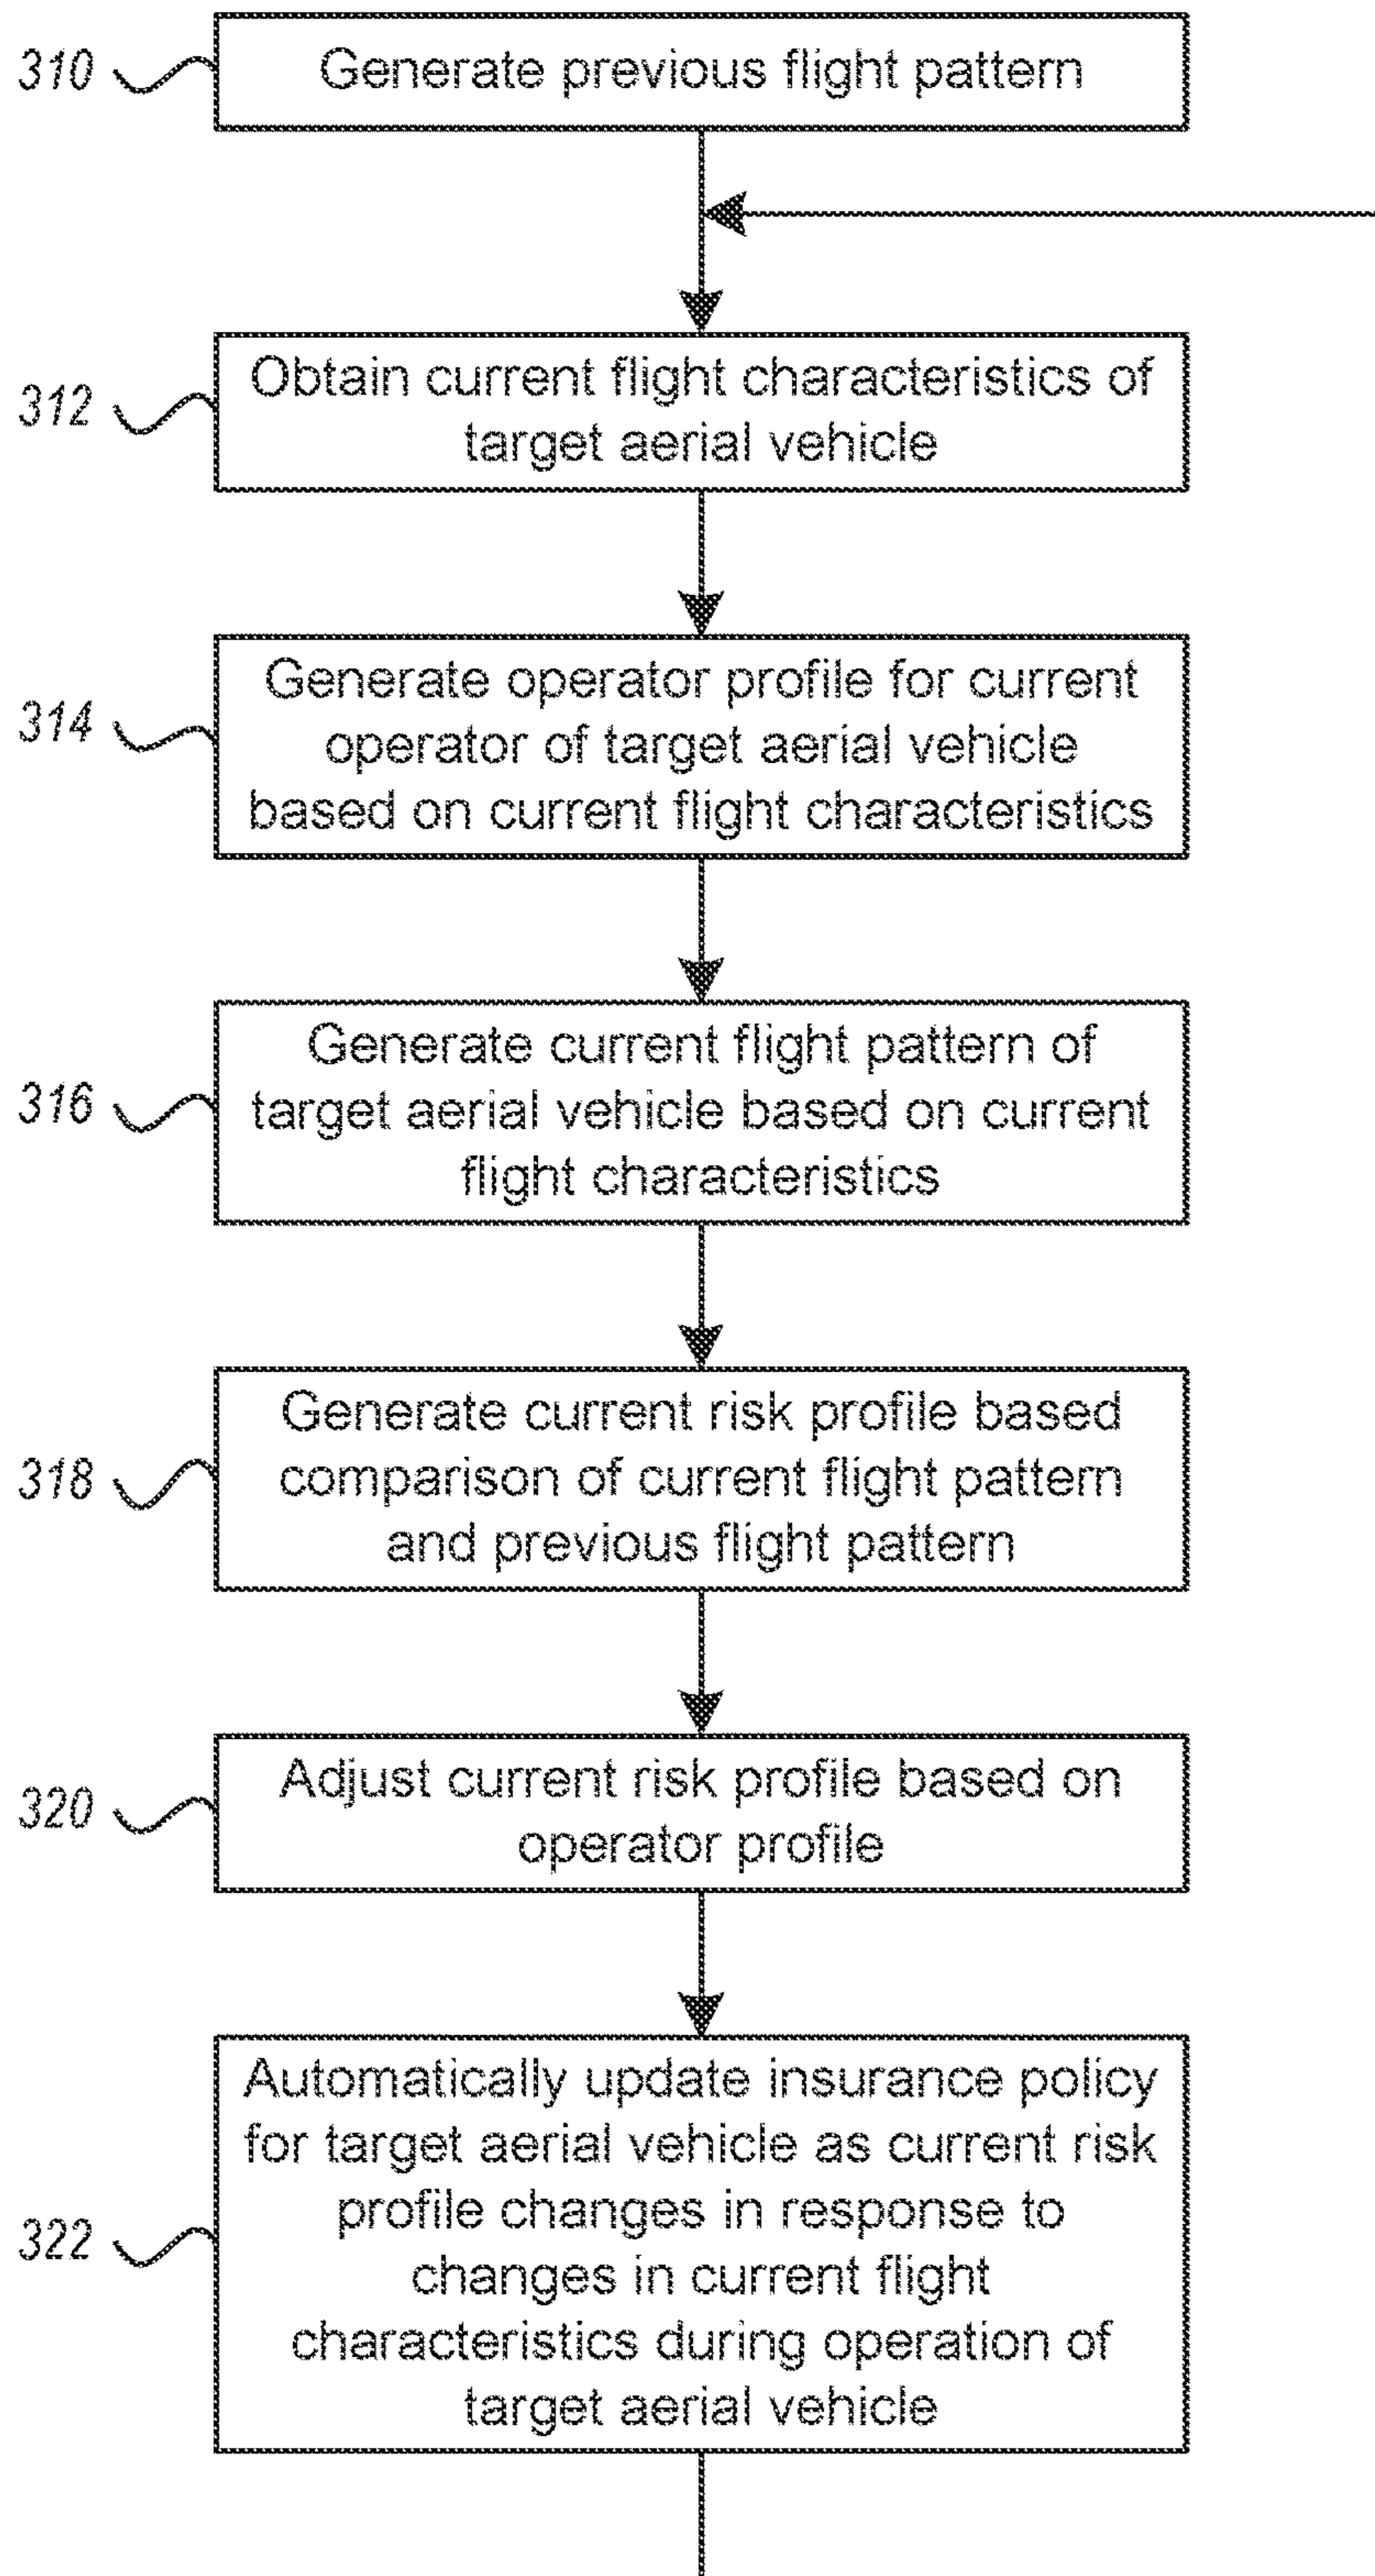 310
Generate previous flight pattern
312
Obtain current flight characteristics of
target aerial vehicle
314
Generate operator profile for current
operator of target aerial vehicle
based on current flight characteristics
316
Generate current flight pattern of
target aerial vehicle based on current
flight characteristics
318
Generate current risk profile based
comparison of current flight pattern
and previous flight pattern
320
Adjust current risk profile based on
operator profile
322
Automatically update insurance policy
for target aerial vehicle as current risk
profile changes in response to
changes in current flight
characteristics during operation of
target aerial vehicle